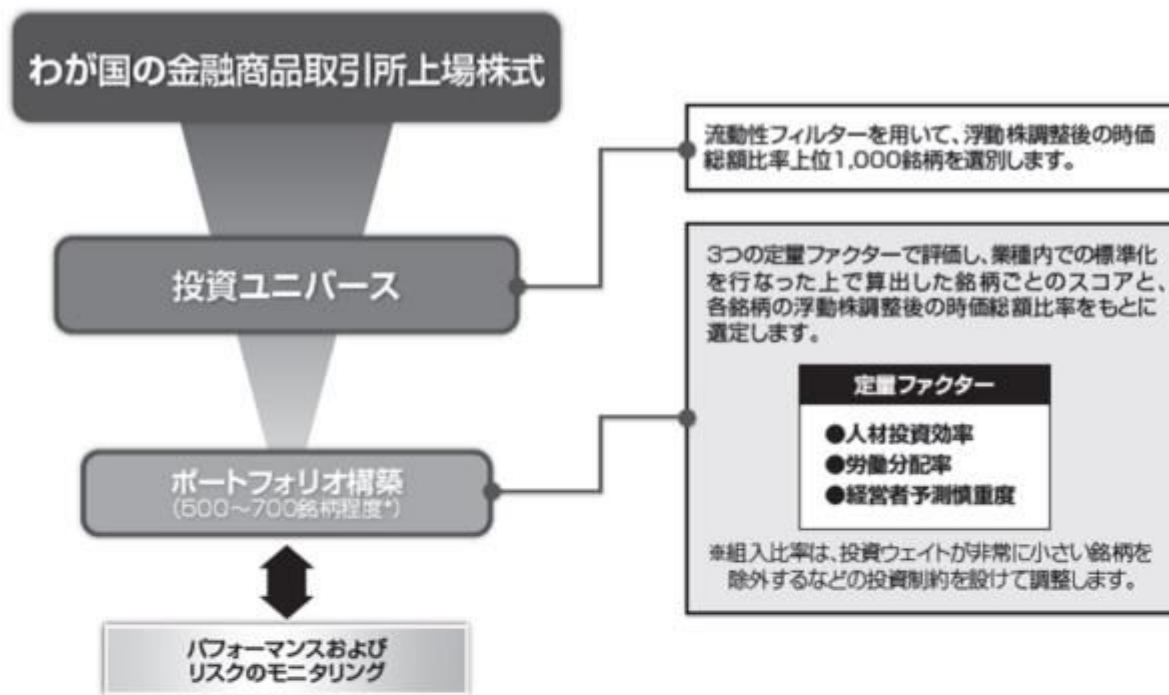 わが国の金融商品取引所上場株式
流動性フィルターを用いて、浮動株調整後の時価
総額比率上位1,000銘柄を選別します。
投資ユニバース
3つの定量ファクターで評価し、業種内での標準化
を行なった上で算出した銘柄ごとのスコアと、
各銘柄の浮動株調整後の時価総額比率をもとに
選定します。
定量ファクター
●人材投資効率
●労働分配率
●経営者予測慎重度
※組入比率は、投資ウェイトが非常に小さい銘柄を
除外するなどの投資制約を設けて調整します。
ポートフォリオ構築
(500〜700銘柄程度*)
パフォーマンスおよび
リスクのモニタリング